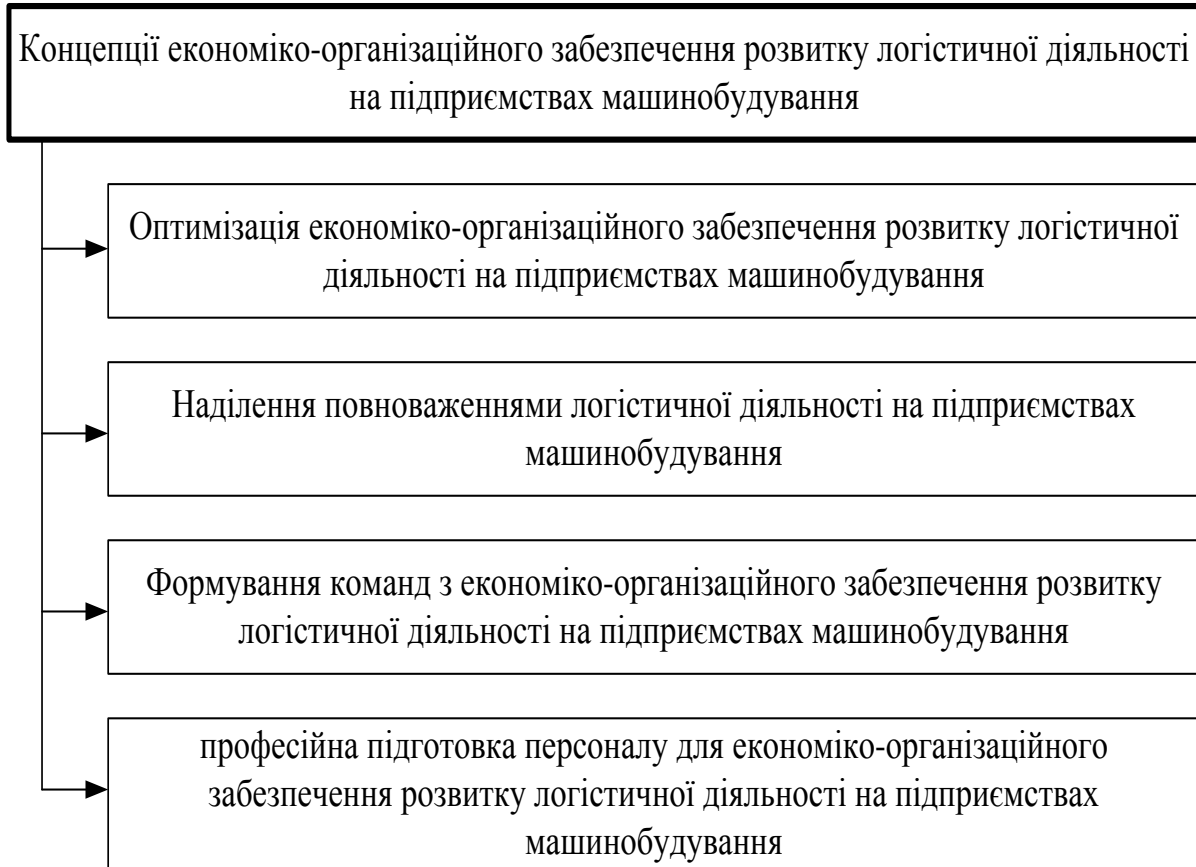 Концепції економіко-організаційного забезпечення розвитку логістичної діяльності
на підприємствах машинобудування
Оптимізація економіко-організаційного забезпечення розвитку логістичної
діяльності на підприємствах машинобудування
Наділення повноваженнями логістичної діяльності на підприємствах
машинобудування
Формування команд з економіко-організаційного забезпечення розвитку
логістичної діяльності на підприємствах машинобудування
професійна підготовка персоналу для економіко-організаційного
забезпечення розвитку логістичної діяльності на підприємствах
машинобудування